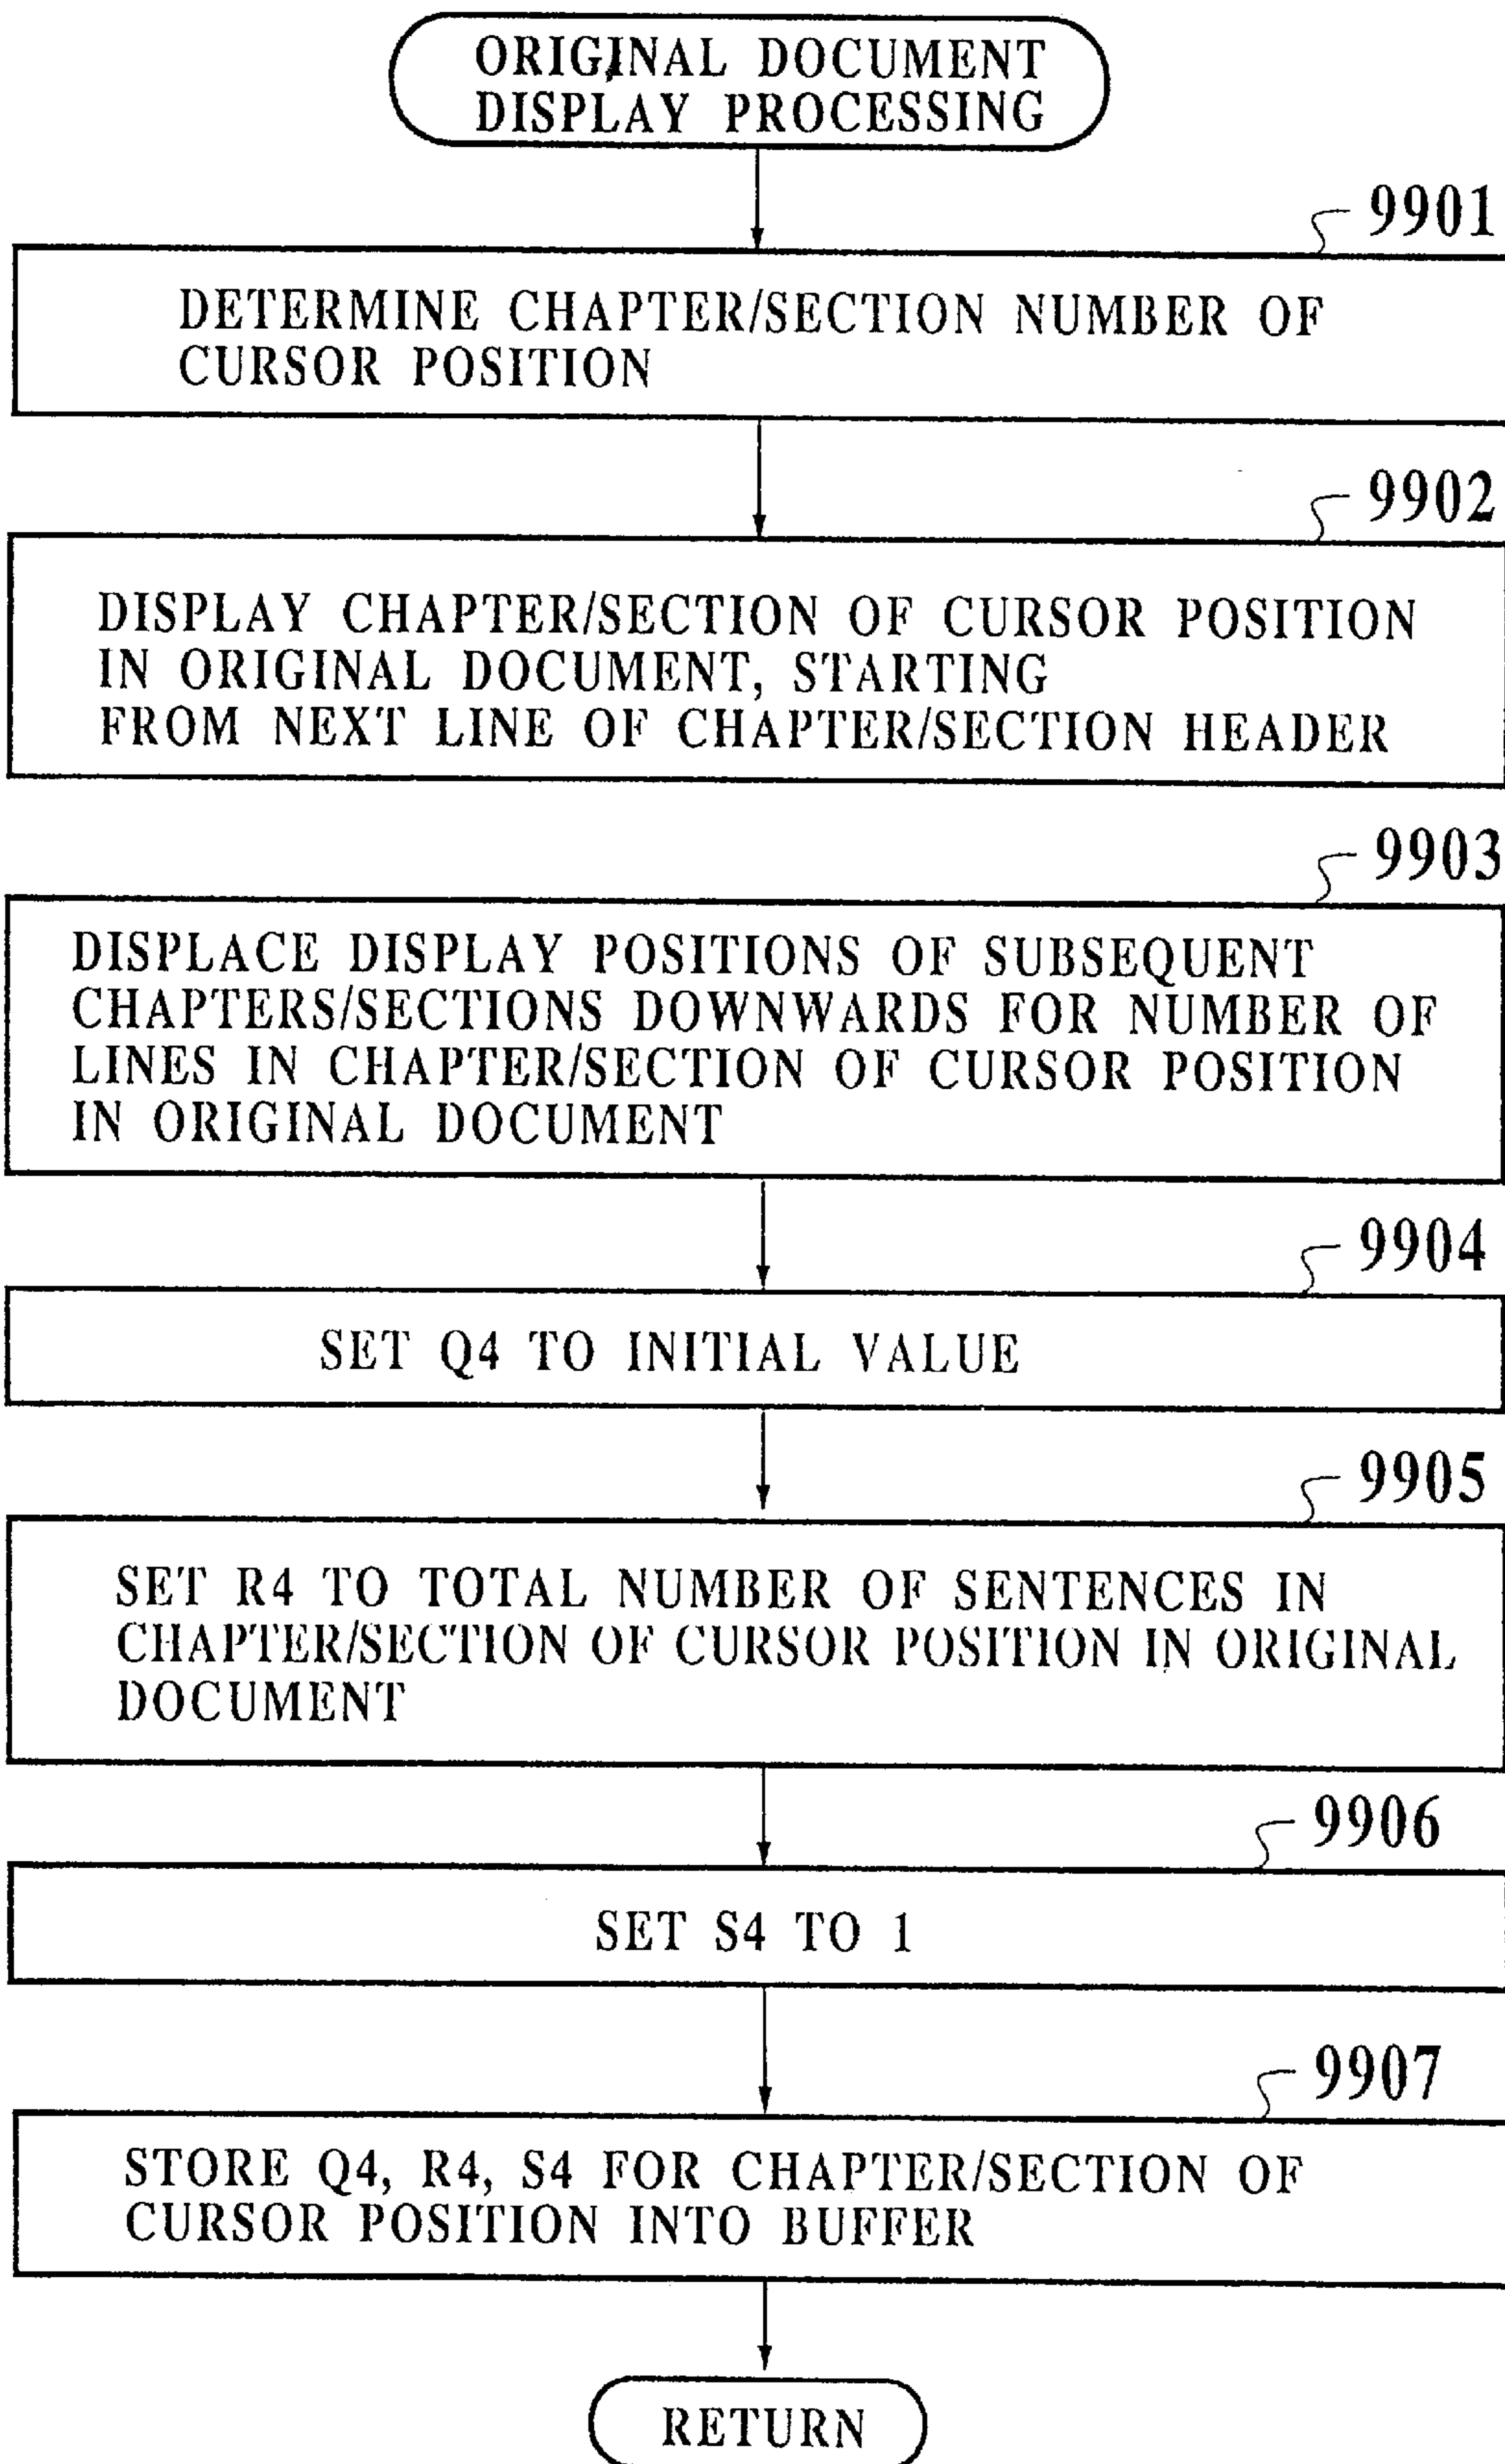 ORIGINAL DOCUMENT
DISPLAY PROCESSING
9901
DETERMINE CHAPTER/SECTION NUMBER OF
CURSOR POSITION
9902
DISPLAY CHAPTER/SECTION OF CURSOR POSITION
IN ORIGINAL DOCUMENT, STARTING
FROM NEXT LINE OF CHAPTER/SECTION HEADER
9903
DISPLACE DISPLAY POSITIONS OF SUBSEQUENT
CHAPTERS/SECTIONS DOWNWARDS FOR NUMBER OF
LINES IN CHAPTER/SECTION OF CURSOR POSITION
IN ORIGINAL DOCUMENT
9904
SET Q4 TO INITIAL VALUE
9905
SET R4 TO TOTAL NUMBER OF SENTENCES IN
CHAPTER/SECTION OF CURSOR POSITION IN ORIGINAL
DOCUMENT
9906
SET S4 TO 1
9907
STORE Q4, R4, S4 FOR CHAPTER/SECTION OF
CURSOR POSITION INTO BUFFER
RETURN